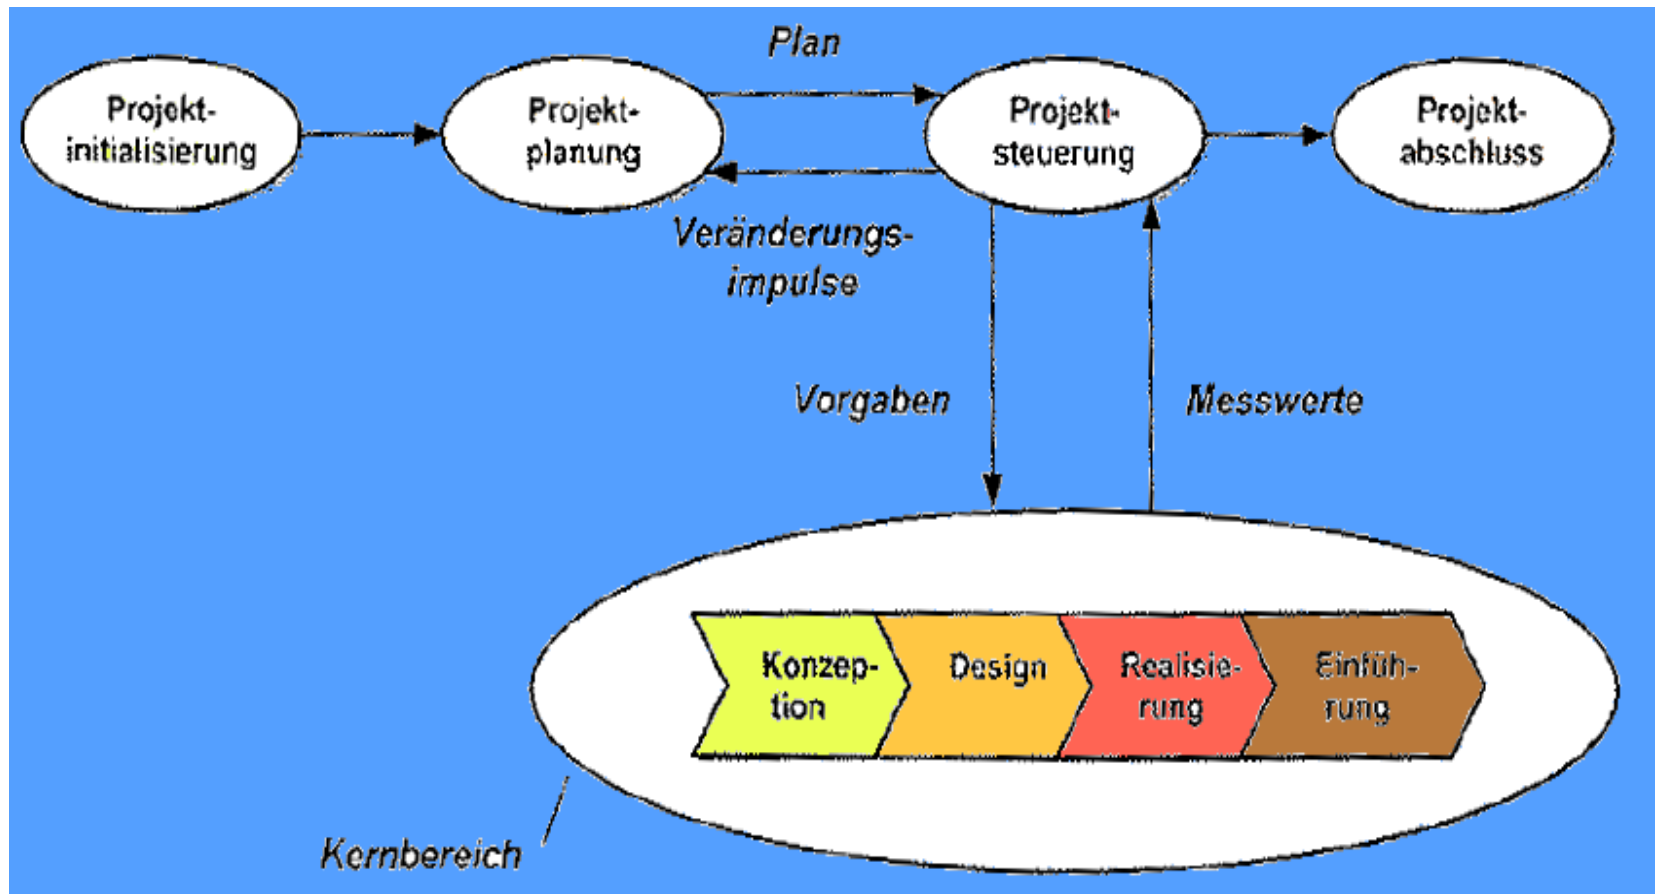 Plan
Projekt-
initialisierung
Projekt-
planung
Projekt-
steuerung
Projekt-
abschluss
Veränderungs-
impulse
Vorgaben
Messwerte
Konzep-
tion
Design
Realisie-
rung
Einfüh-
rung
Kernbereich